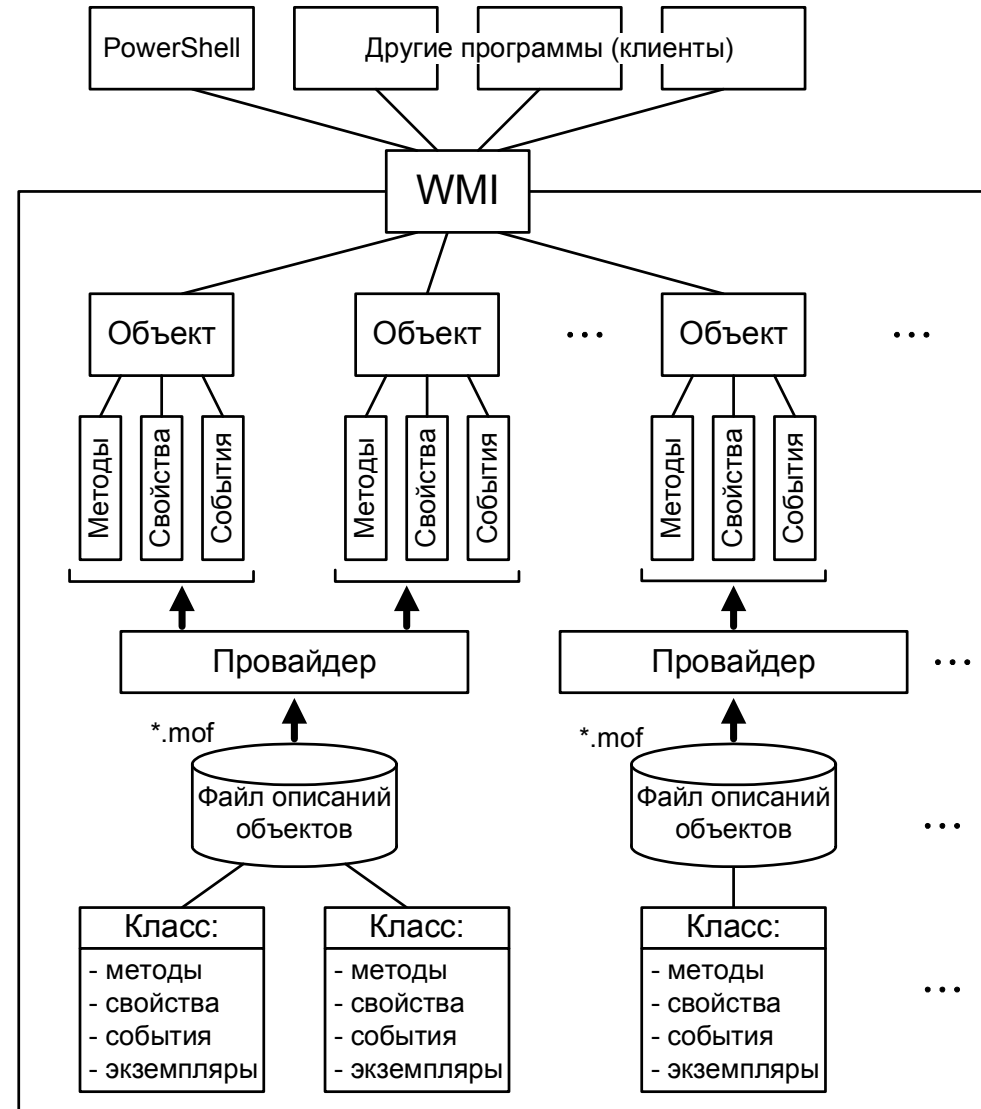 PowerShell
Другие программы (клиенты)
WMI
Объект
Объект
...
Объект
...
Методы
Свойства
События
Методы
Свойства
События
Методы
Свойства
События
Провайдер
Провайдер
...
*.mof
*.mof
Файл описаний
объектов
Файл описаний
объектов
...
Класс:
- методы
- свойства
- события
- экземпляры
Класс:
- методы
- свойства
- события
- экземпляры
Класс:
- методы
- свойства
- события
- экземпляры
...